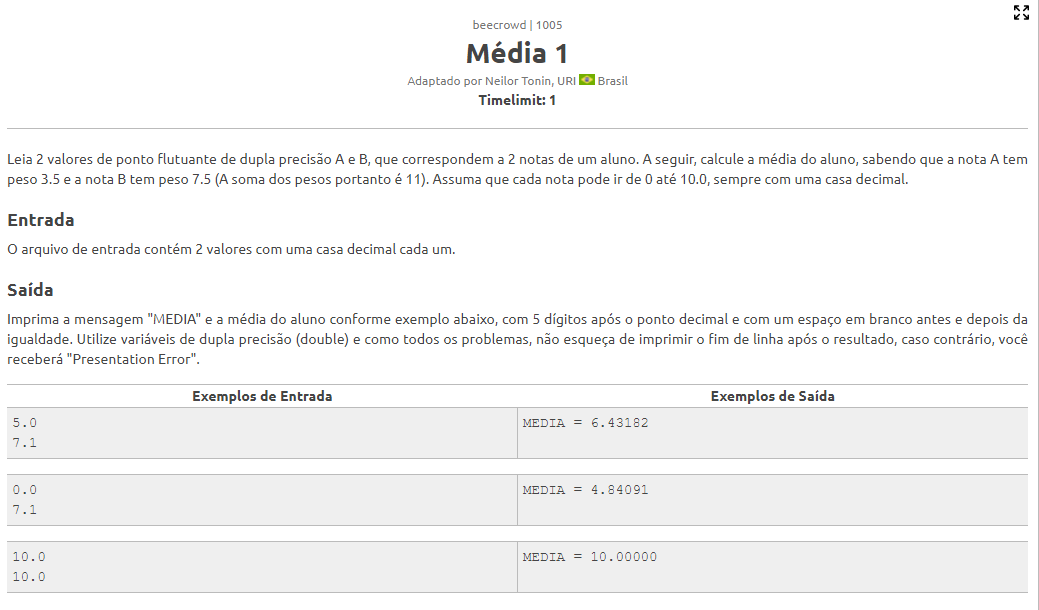 beecrowd | 1005
Média 1
Adaptado por Neilor Tonin, URI Brasil
Timelimit: 1
Leia 2 valores de ponto flutuante de dupla precisão A e B, que correspondem a 2 notas de um aluno. A seguir, calcule a média do aluno, sabendo que a nota A tem
peso 3.5 e a nota B tem peso 7.5 (A soma dos pesos portanto é 11). Assuma que cada nota pode ir de 0 até 10.0, sempre com uma casa decimal.
Entrada
O arquivo de entrada contém 2 valores com uma casa decimal cada um.
Saída
Imprima a mensagem "MEDIA" e a média do aluno conforme exemplo abaixo, com 5 dígitos após o ponto decimal e com um espaço em branco antes e depois da
igualdade. Utilize variáveis de dupla precisão (double) e como todos os problemas, não esqueça de imprimir o fim de linha após o resultado, caso contrário, você
receberá "Presentation Error".
Exemplos de Entrada Exemplos de Saída
5.0 MEDIA = 6.43182
7.1
0.0 MEDIA = 4.84091
7.1
10.0 MEDIA = 10.00000
10.0